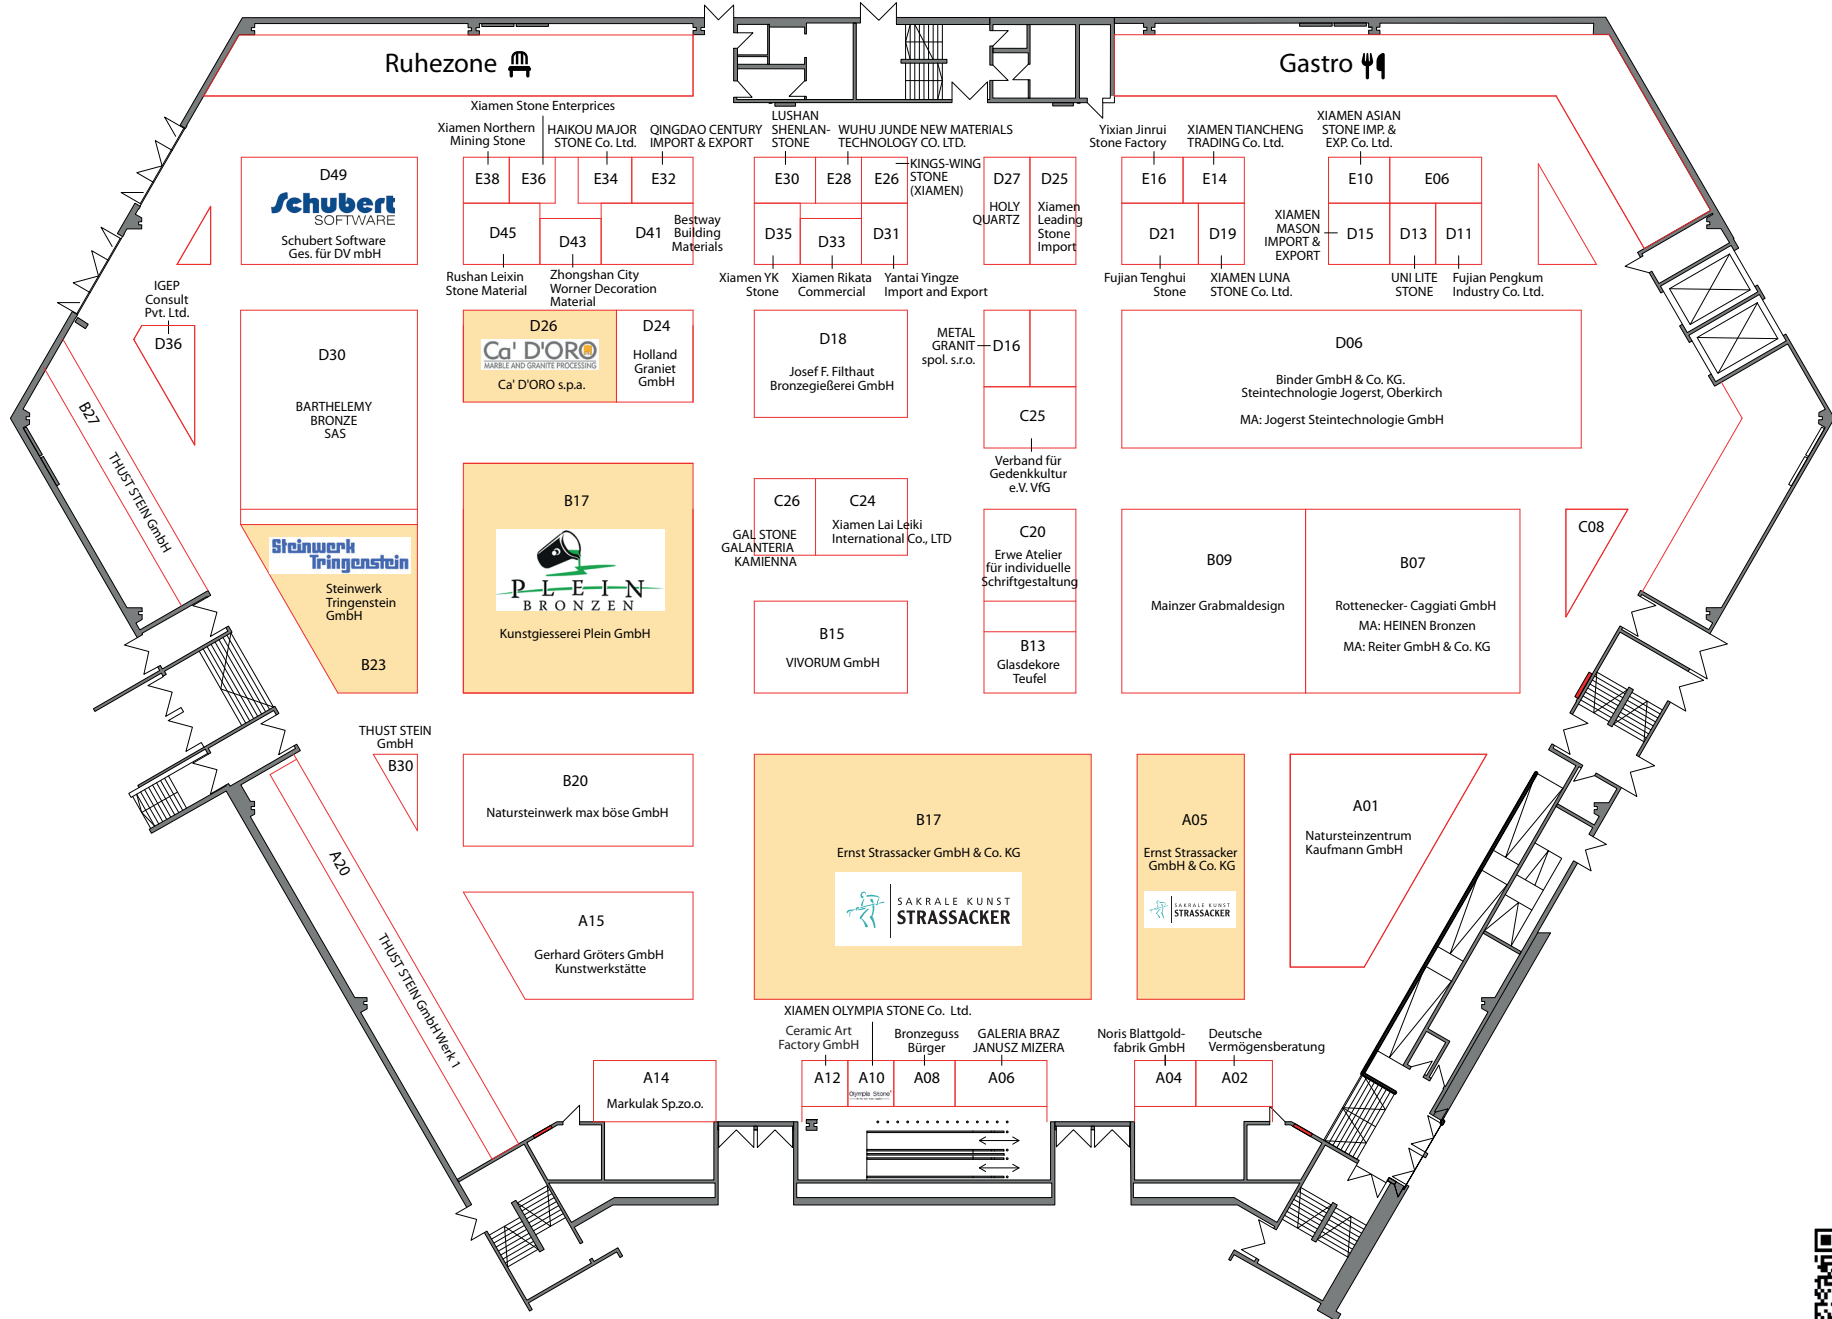 Ruhezone
Gastro
Xiamen Stone Enterprices
Xiamen Northern
Mining Stone
HAIKOU MAJOR
STONE Co. Ltd.
QINGDAO CENTURY
IMPORT & EXPORT
LUSHAN
SHENLAN-
STONE
WUHU JUNDE NEW MATERIALS
TECHNOLOGY CO. LTD.
KINGS-WING
STONE
(XIAMEN)
Yixian Jinrui
Stone Factory
XIAMEN TIANCHENG
TRADING Co. Ltd.
XIAMEN ASIAN
STONE IMP. &
EXP. Co. Ltd.
D49
Schubert
SOFTWARE
Schubert Software
Ges. für DV mbH
E38
E36
E34
E32
E30
E28
E26
D27
HOLY
QUARTZ
D25
Xiamen
Leading
Stone
Import
E16
E14
E10
E06
D45
D43
D41
Bestway
Building
Materials
D35
D33
D31
D21
D19
XIAMEN
MASON
IMPORT &
EXPORT
D15
D13
D11
Rushan Leixin
Stone Material
Zhongshan City
Worner Decoration
Material
Xiamen YK
Stone
Xiamen Rikata
Commercial
Yantai Yingze
Import and Export
Fujian Tenghui
Stone
XIAMEN LUNA
STONE Co. Ltd.
UNI LITE
STONE
Fujian Pengkum
Industry Co. Ltd.
IGEP
Consult
Pvt. Ltd.
D36
D30
BARTHELEMY
BRONZE
SAS
D26
Ca' D'ORO
MARBLE AND GRANITE PROCESSING
Ca' D'ORO s.p.a.
D24
Holland
Graniet
GmbH
D18
Josef F. Filthaut
Bronzegießerei GmbH
METAL
GRANIT
spol. s.r.o.
D16
D06
Binder GmbH & Co. KG.
Steintechnologie Jogerst, Oberkirch
MA: Jogerst Steintechnologie GmbH
C25
Verband für
Gedenkkultur
e.V. VfG
B27
THUST STEIN GmbH
Steinwerk
Tringenstein
Steinwerk
Tringenstein
GmbH
B23
B17
PLEIN
BRONZEN
Kunstgiesserei Plein GmbH
C26
GAL STONE
GALANTERIA
KAMIENNA
C24
Xiamen Lai Leiki
International Co., LTD
C20
Erwe Atelier
für individuelle
Schriftgestaltung
B09
Mainzer Grabmaldesign
B07
Rottenecker- Caggiati GmbH
MA: HEINEN Bronzen
MA: Reiter GmbH & Co. KG
C08
B15
VIVORUM GmbH
B13
Glasdekore
Teufel
THUST STEIN
GmbH
B30
B20
Natursteinwerk max böse GmbH
B17
Ernst Strassacker GmbH & Co. KG
SAKRALE KUNST
STRASSACKER
A05
Ernst Strassacker
GmbH & Co. KG
SAKRALE KUNST
STRASSACKER
A01
Natursteinzentrum
Kaufmann GmbH
A20
THUST STEIN GmbH Werk 1
A15
Gerhard Gröters GmbH
Kunstwerkstätte
XIAMEN OLYMPIA STONE Co. Ltd.
Ceramic Art
Factory GmbH
Bronzeguss
Bürger
GALERIA BRAZ
JANUSZ MIZERA
Noris Blattgold-
fabrik GmbH
Deutsche
Vermögensberatung
A14
Markulak Sp.zo.o.
A12
A10
Olympia Stone
A08
A06
A04
A02